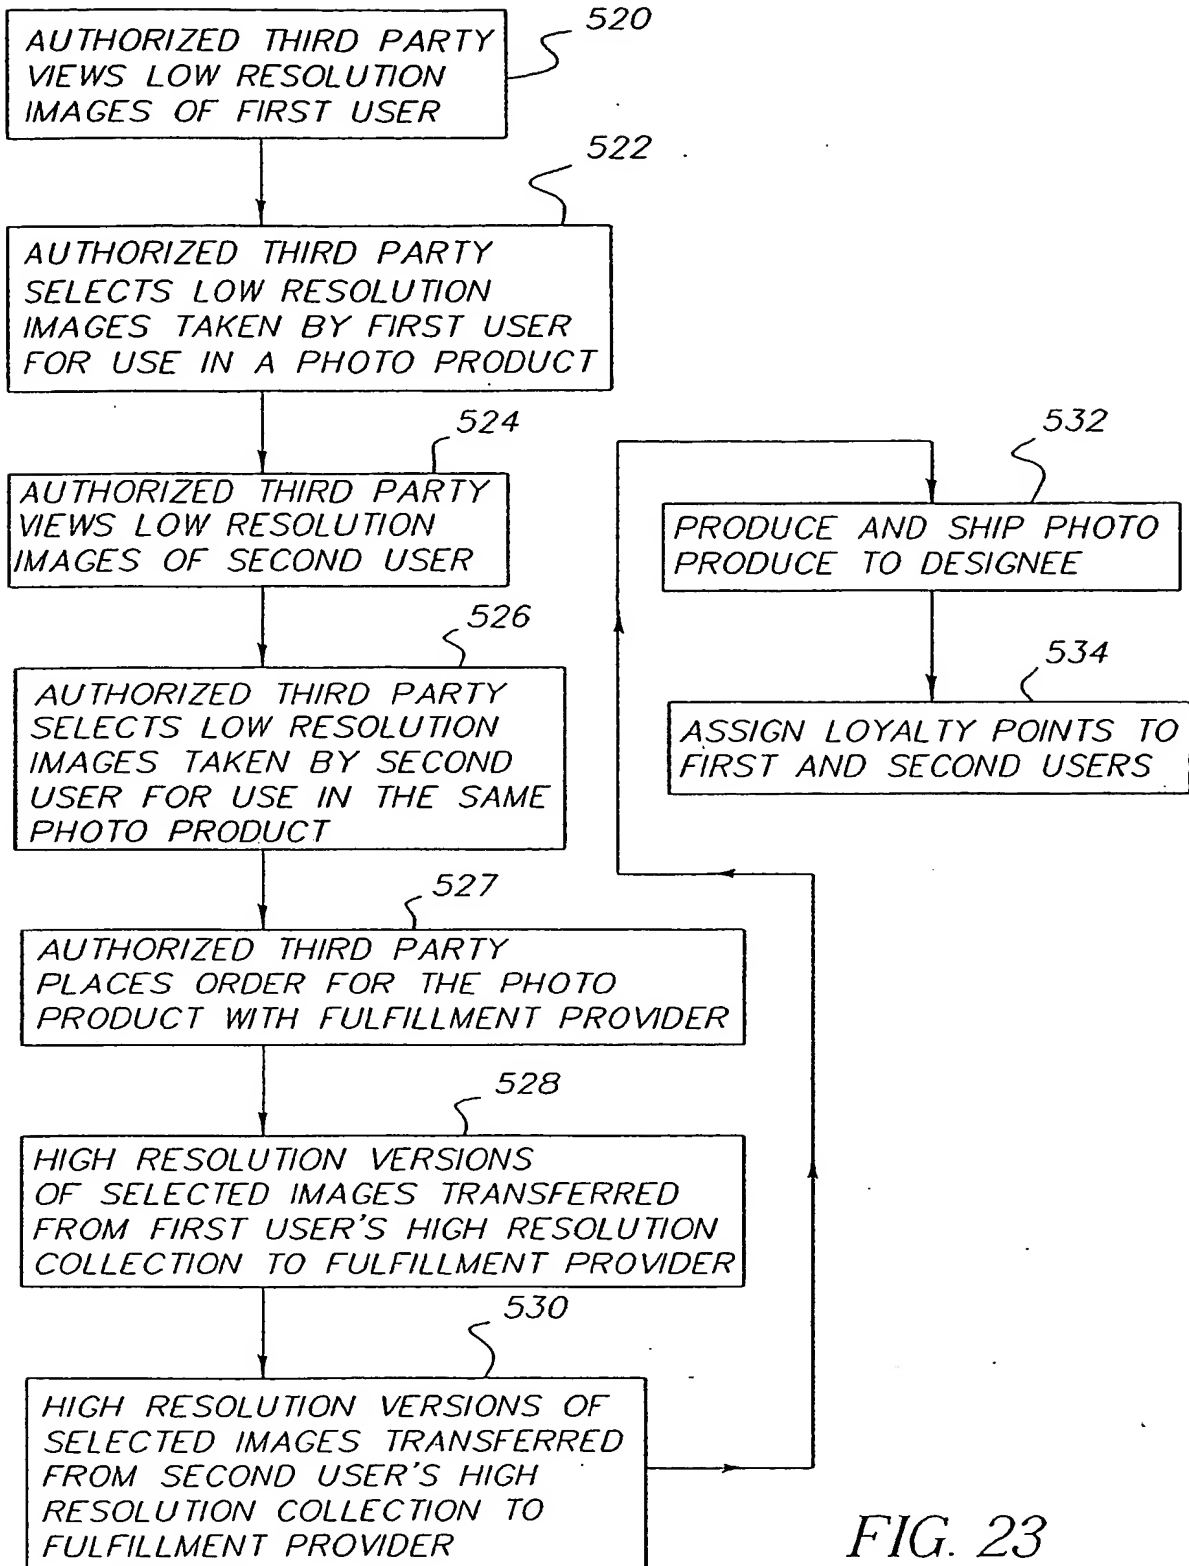 520
AUTHORIZED THIRD PARTY
VIEWS LOW RESOLUTION
IMAGES OF FIRST USER
522
AUTHORIZED THIRD PARTY
SELECTS LOW RESOLUTION
IMAGES TAKEN BY FIRST USER
FOR USE IN A PHOTO PRODUCT
524
AUTHORIZED THIRD PARTY
VIEWS LOW RESOLUTION
IMAGES OF SECOND USER
526
AUTHORIZED THIRD PARTY
SELECTS LOW RESOLUTION
IMAGES TAKEN BY SECOND
USER FOR USE IN THE SAME
PHOTO PRODUCT
527
AUTHORIZED THIRD PARTY
PLACES ORDER FOR THE PHOTO
PRODUCT WITH FULFILLMENT PROVIDER
528
HIGH RESOLUTION VERSIONS
OF SELECTED IMAGES TRANSFERRED
FROM FIRST USER'S HIGH RESOLUTION
COLLECTION TO FULFILLMENT PROVIDER
530
HIGH RESOLUTION VERSIONS OF
SELECTED IMAGES TRANSFERRED
FROM SECOND USER'S HIGH
RESOLUTION COLLECTION TO
FULFILLMENT PROVIDER
532
PRODUCE AND SHIP PHOTO
PRODUCE TO DESIGNEE
534
ASSIGN LOYALTY POINTS TO
FIRST AND SECOND USERS
FIG. 23